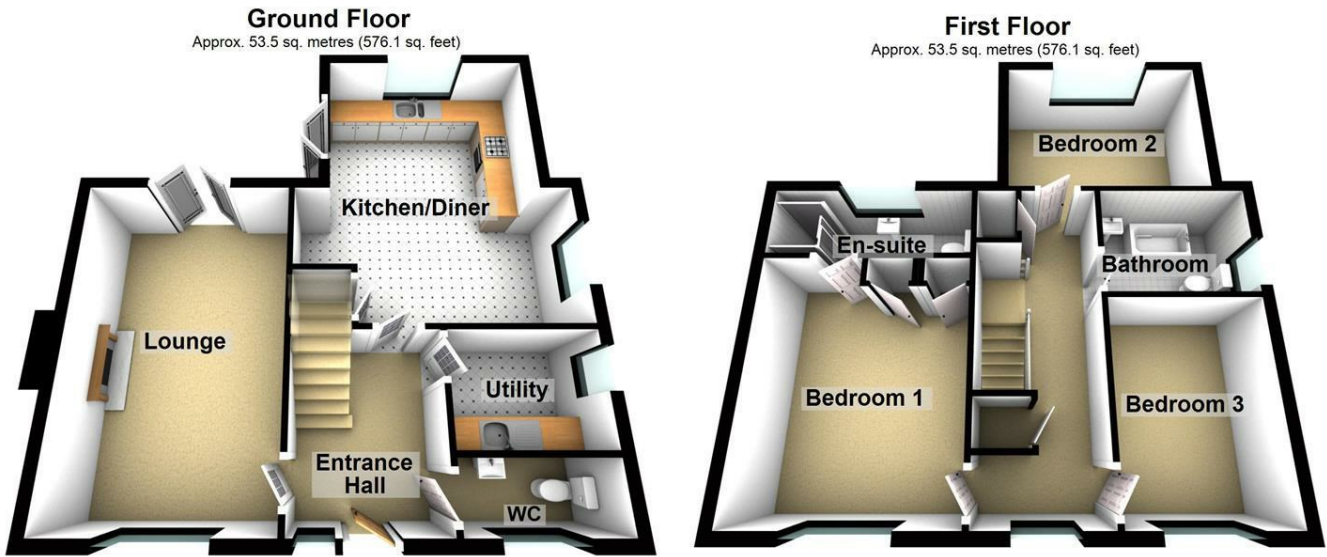 Ground Floor
Approx. 53.5 sq. metres (576.1 sq. feet)
Kitchen/Diner
Lounge
Utility
Entrance
Hall
WC
First Floor
Approx. 53.5 sq. metres (576.1 sq. feet)
Bedroom 2
En-suite
Bathroom
Bedroom 1
Bedroom 3